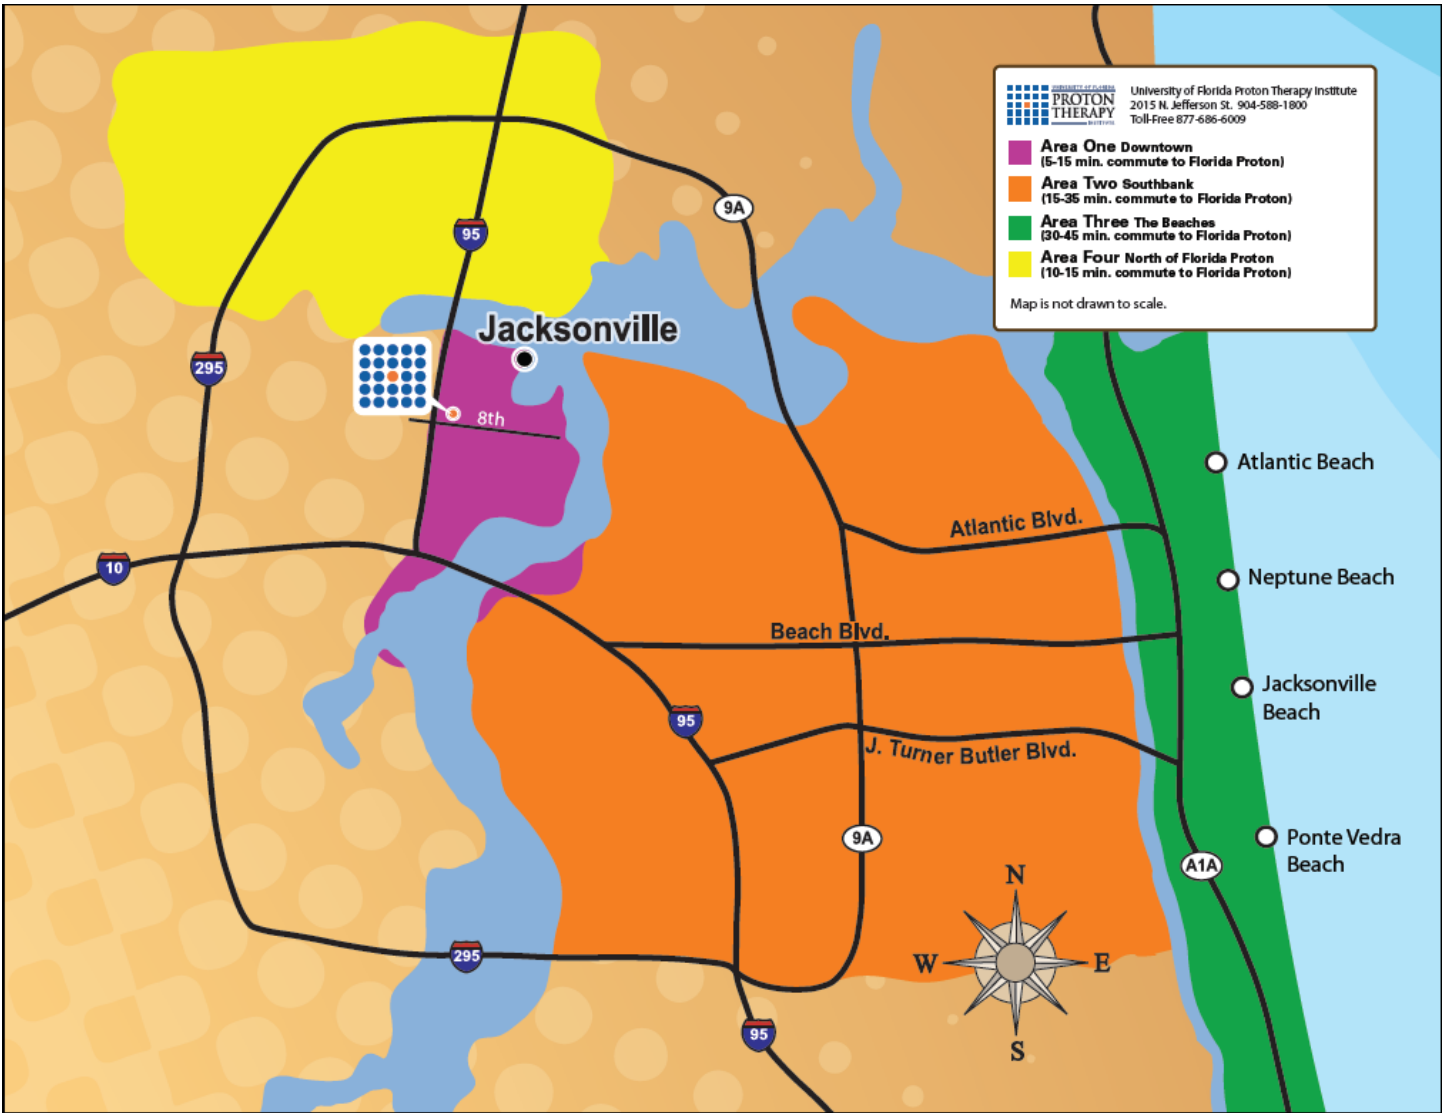 UNIVERSITY OF FLORIDA
PROTON
THERAPY
INSTITUTE
University of Florida Proton Therapy Institute
2015 N. Jefferson St.  904-588-1800
Toll-Free 877-686-6009
Area One Downtown
(5-15 min. commute to Florida Proton)
Area Two Southbank
(15-35 min. commute to Florida Proton)
Area Three The Beaches
(30-45 min. commute to Florida Proton)
Area Four North of Florida Proton
(10-15 min. commute to Florida Proton)
Map is not drawn to scale.
9A
95
Jacksonville
295
8th
Atlantic Beach
Atlantic Blvd.
10
Neptune Beach
Beach Blvd.
Jacksonville
Beach
95
J. Turner Butler Blvd.
9A
Ponte Vedra
Beach
A1A
N
W
E
S
295
95